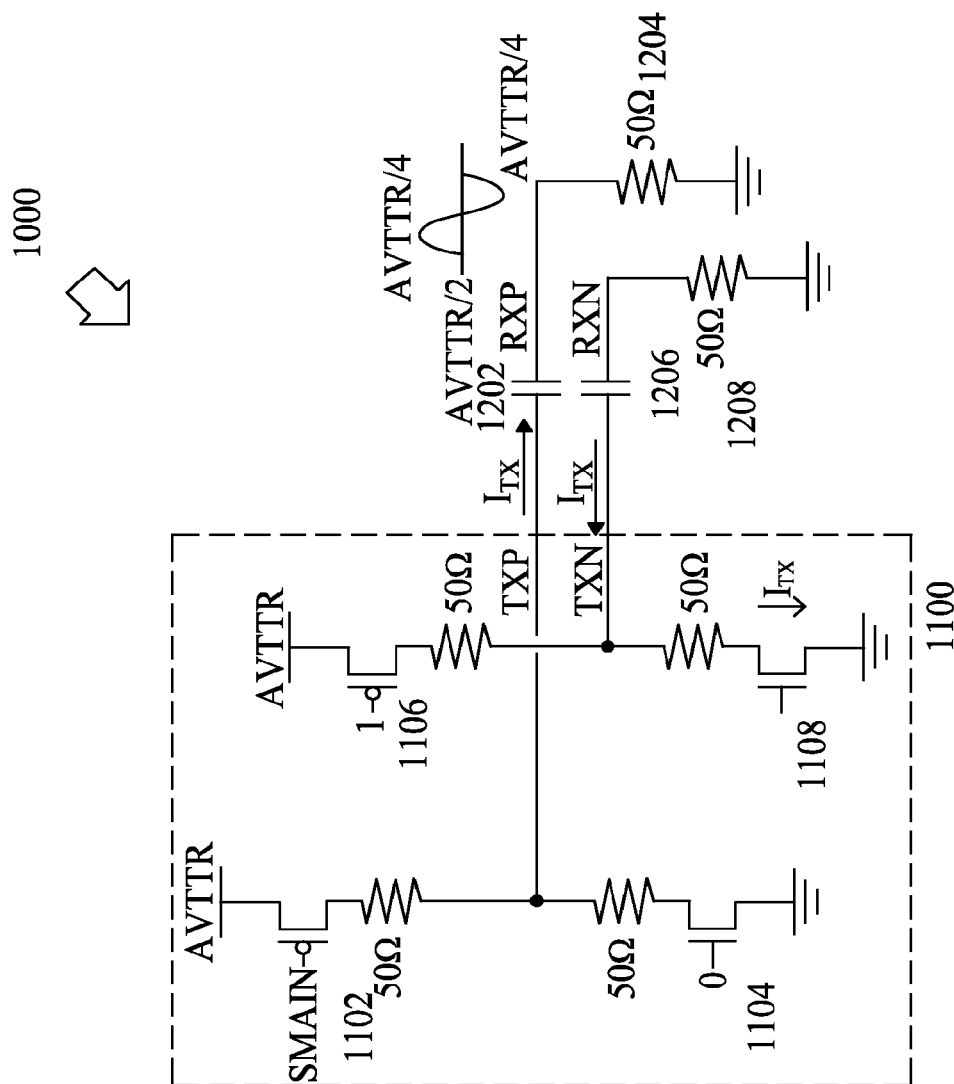 1000
AVTTR/4
AVTTR/4
AVTTR/2
1202
RXP
50Ω
1204
I_TX
I_TX
RXN
1206
50Ω
1208
AVTTR
AVTTR
SMAIN
1102
50Ω
1
1106
50Ω
TXP
TXN
50Ω
0
1104
50Ω
I_TX
1108
1100